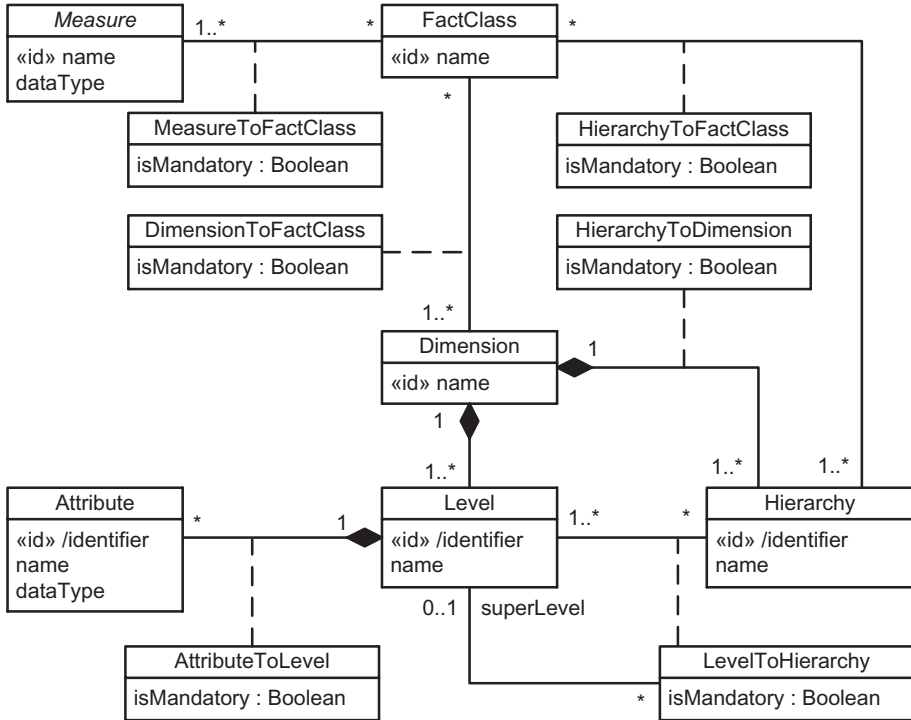 Measure
«id» name
dataType
1..*
*
FactClass
«id» name
*
*
MeasureToFactClass
isMandatory : Boolean
HierarchyToFactClass
isMandatory : Boolean
DimensionToFactClass
isMandatory : Boolean
HierarchyToDimension
isMandatory : Boolean
1..*
Dimension
«id» name
1
1
1..*
1..*
1..*
Attribute
«id» /identifier
name
dataType
*
1
Level
«id» /identifier
name
1..*
*
Hierarchy
«id» /identifier
name
0..1
superLevel
AttributeToLevel
isMandatory : Boolean
LevelToHierarchy
isMandatory : Boolean
*